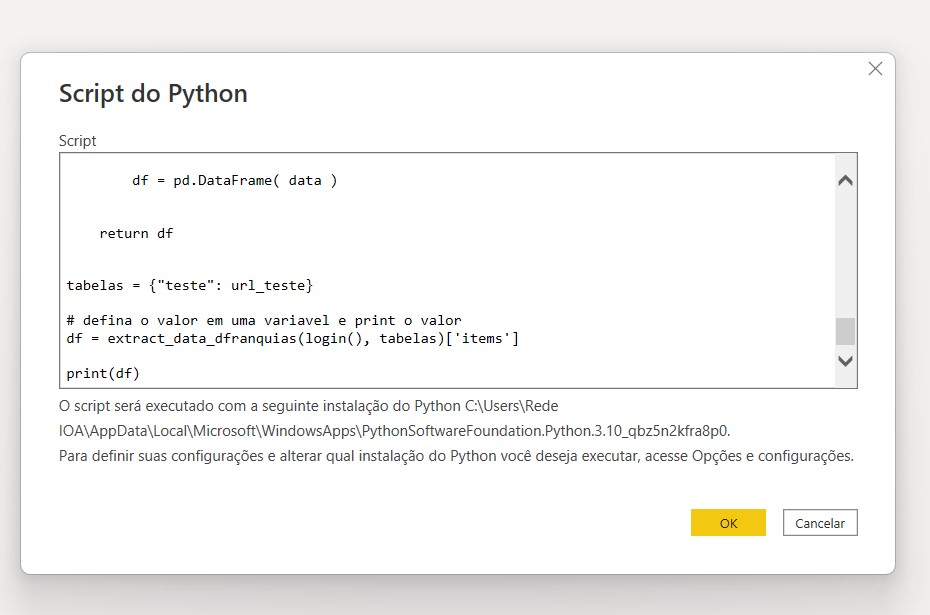 Script do Python
Script
df = pd.DataFrame( data )
return df
tabelas = {"teste": url_teste}
# defina o valor em uma variavel e print o valor
df = extract_data_dfranquias(login(), tabelas)['items']
print(df)
O script será executado com a seguinte instalação do Python C:\Users\Rede
IOA\AppData\Local\Microsoft\WindowsApps\PythonSoftwareFoundation.Python.3.10_qbz5n2kfra8p0.
Para definir suas configurações e alterar qual instalação do Python você deseja executar, acesse Opções e configurações.
OK
Cancelar